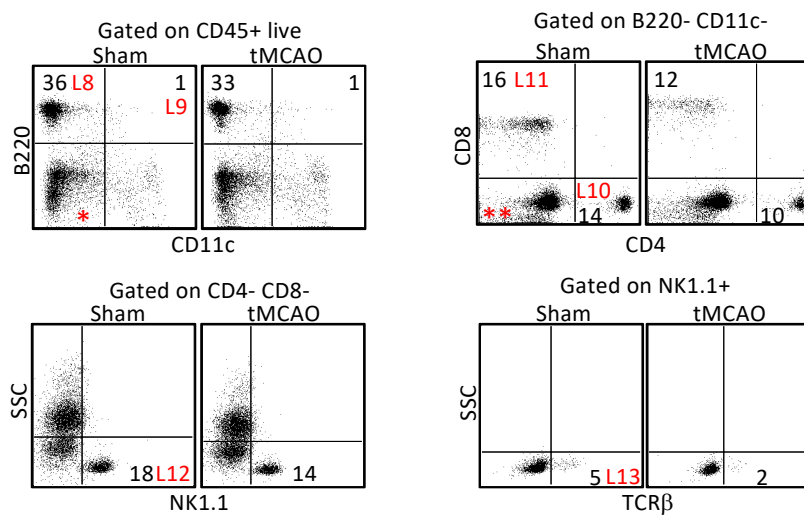 Gated on CD45+ live
Sham tMCAO
36 L8 1 33 1
L9
B220
*
CD11c
Gated on B220- CD11c-
Sham tMCAO
16 L11 12
CD8
L10
** 14 10
CD4
Gated on CD4- CD8-
Sham tMCAO
SSC
18 L12 14
NK1.1
Gated on NK1.1+
Sham tMCAO
SSC
5 L13 2
TCRβ